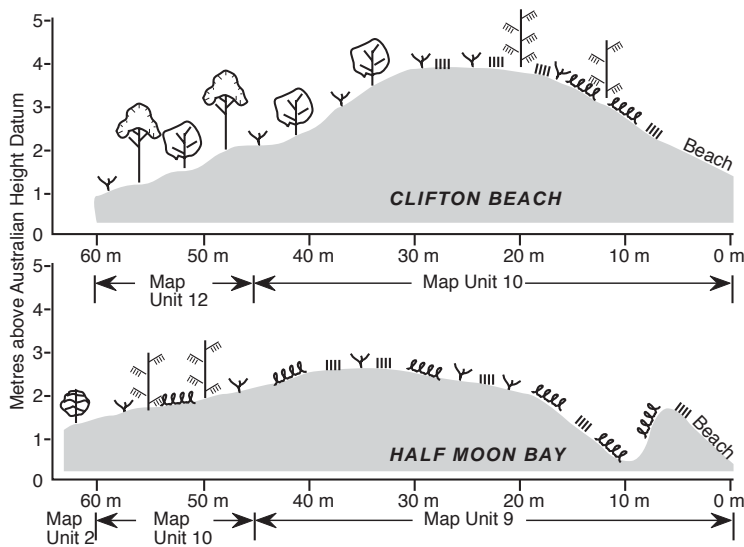 Metres above Australian Height Datum
5
4
3
2
1
0
Beach
CLIFTON BEACH
60 m
50 m
40 m
30 m
20 m
10 m
0 m
Map
Unit 12
Map Unit 10
5
4
3
2
1
0
Beach
HALF MOON BAY
60 m
50 m
40 m
30 m
20 m
10 m
0 m
Map
Unit 2
Map
Unit 10
Map Unit 9